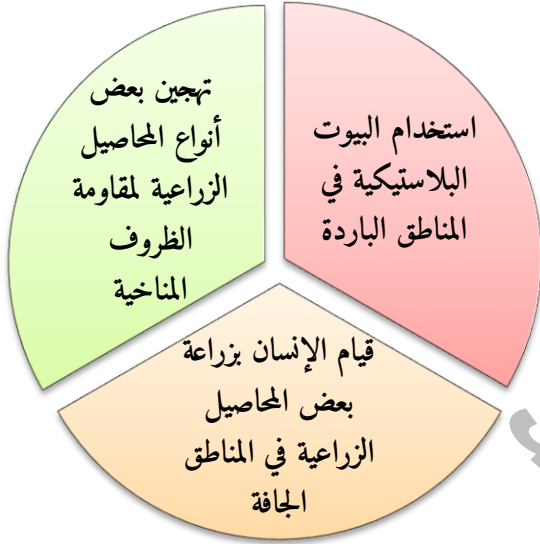 استخدام البيوت
البلاستيكية في
المناطق الباردة
قيام الإنسان بزراعة
بعض المحاصيل
الزراعية في المناطق
الجافة
تهجين بعض
أنواع المحاصيل
الزراعية لمقاومة
الظروف
المناخية